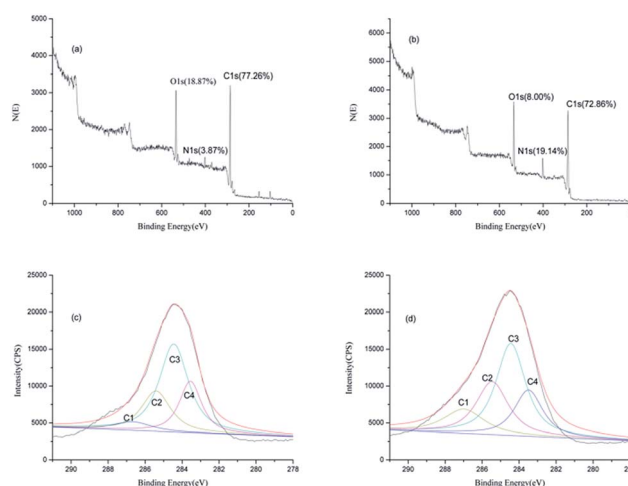 (a)
C1s(77.26%)
O1s(18.87%)
N1s(3.87%)
N(E)
5000
4000
3000
2000
1000
0
1000
800
600
400
200
0
Binding Energy(eV)
(b)
O1s(8.00%)
C1s(72.86%)
N1s(19.14%)
N(E)
6000
5000
4000
3000
2000
1000
0
1000
800
600
400
200
0
Binding Energy(eV)
(c)
C3
C4
C2
C1
Intensity(CPS)
25000
20000
15000
10000
5000
0
290
288
286
284
282
280
278
Binding Energy(eV)
(d)
C3
C2
C4
C1
Intensity(CPS)
25000
20000
15000
10000
5000
0
290
288
286
284
282
280
278
Binding Energy(eV)